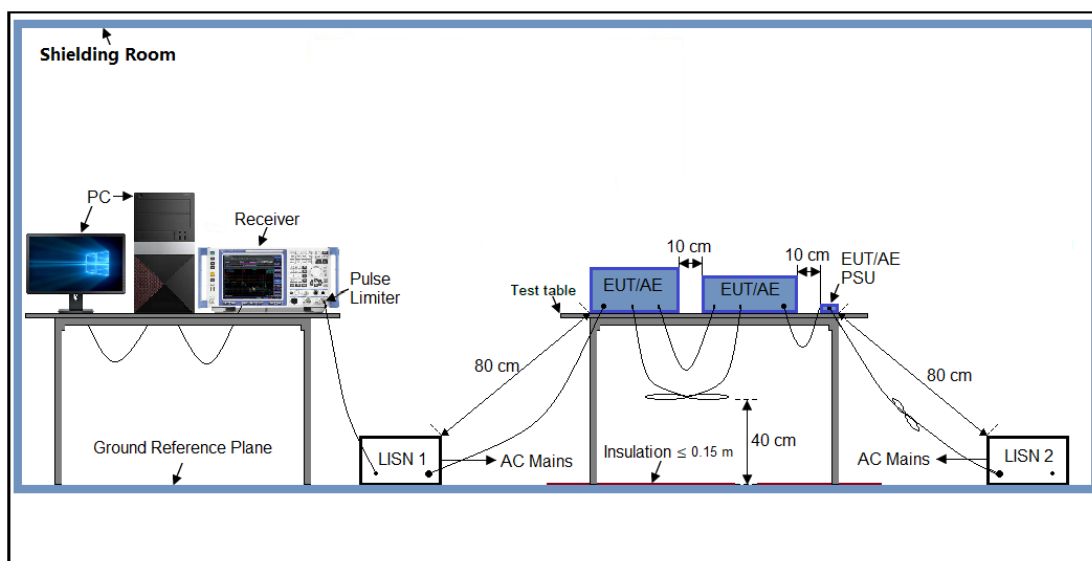 Shielding Room
PC
Receiver
Pulse
Limiter
10 cm
10 cm
EUT/AE
PSU
EUT/AE
EUT/AE
Test table
80 cm
80 cm
40 cm
Ground Reference Plane
LISN 1
AC Mains
Insulation ≤ 0.15 m
AC Mains
LISN 2